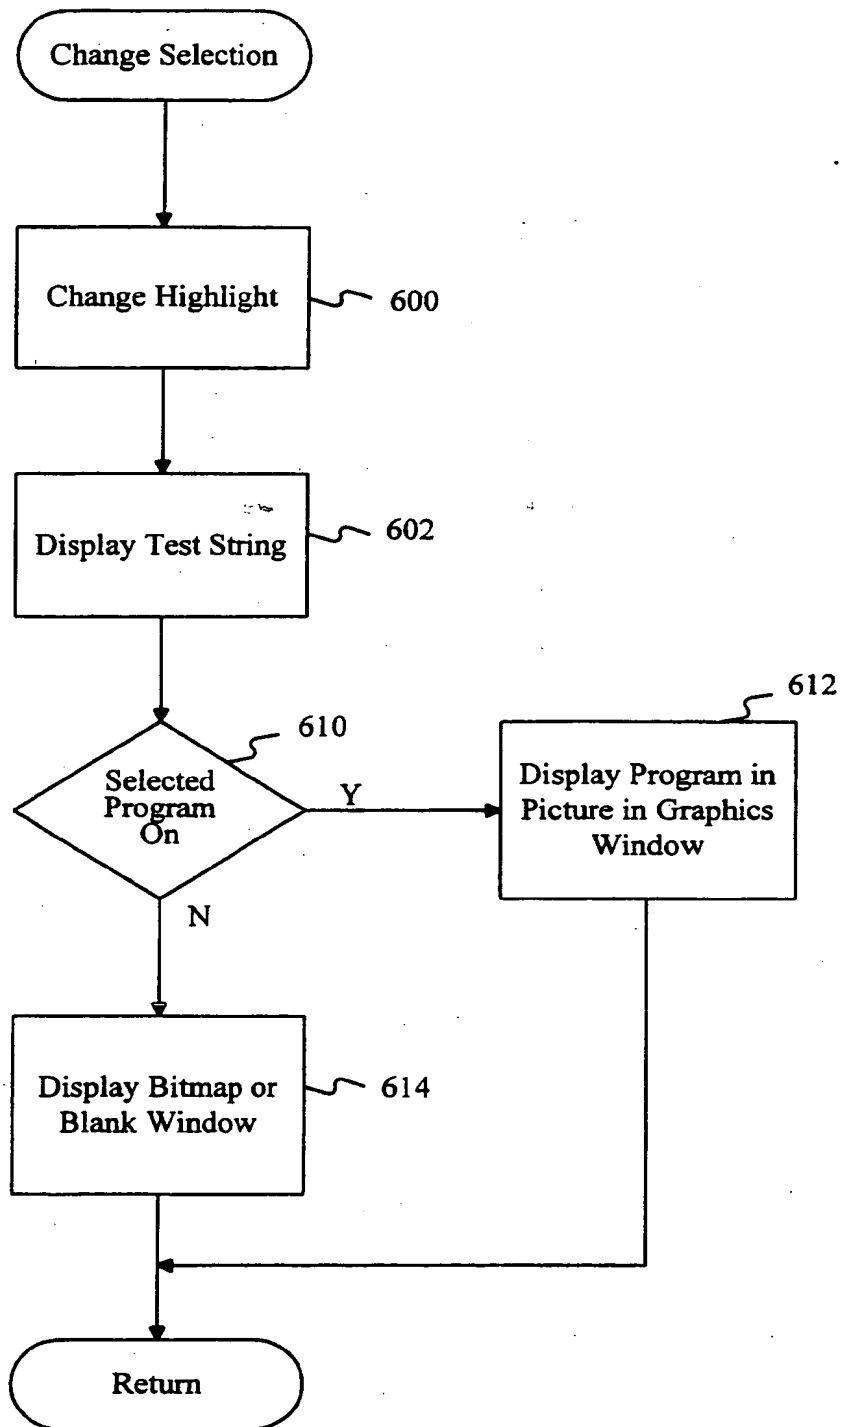 Change Selection
Change Highlight
600
Display Test String
602
610
Selected
Program
On
Y
N
612
Display Program in
Picture in Graphics
Window
Display Bitmap or
Blank Window
614
Return